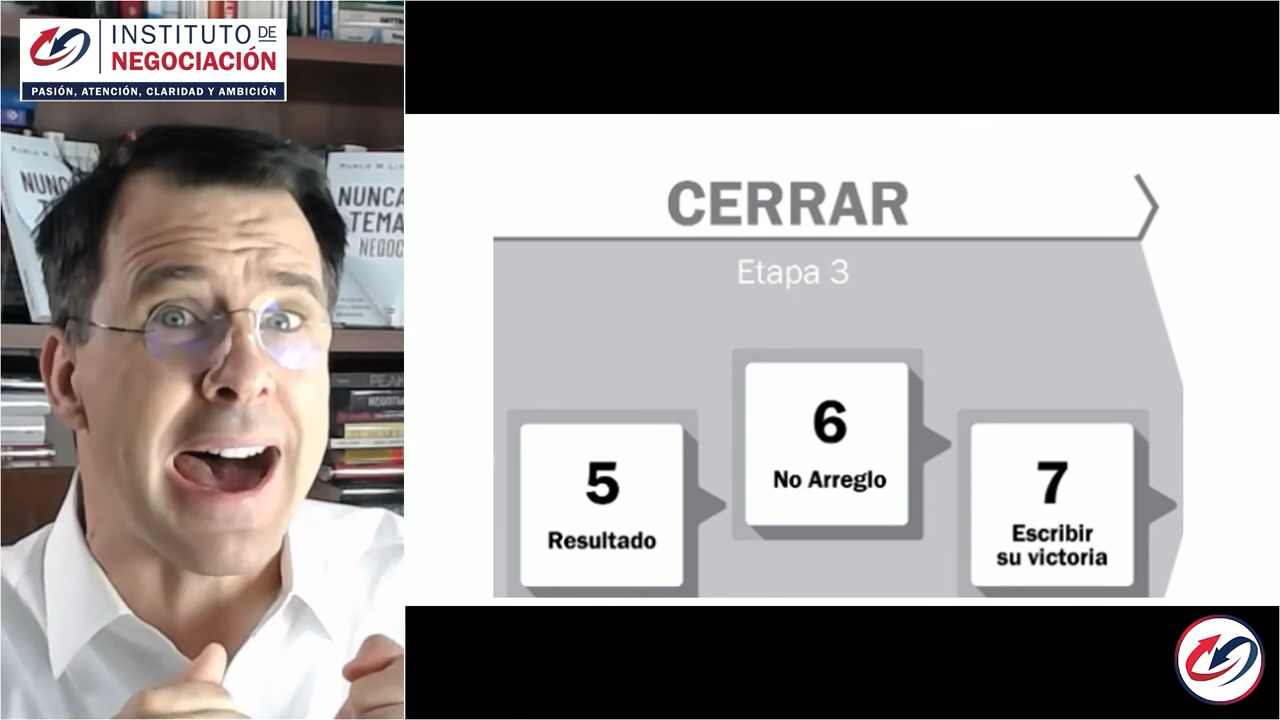 INSTITUTO DE
NEGOCIACIÓN
PASIÓN, ATENCIÓN, CLARIDAD Y AMBICIÓN
NUNCA
NUNCA
TEMA
NEGOC
CERRAR
Etapa 3
5
Resultado
6
No Arreglo
7
Escribir
su victoria